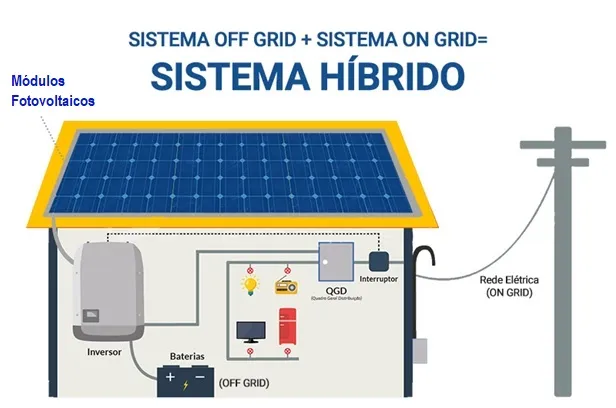 SISTEMA OFF GRID + SISTEMA ON GRID=
SISTEMA HÍBRIDO
Módulos
Fotovoltaicos
QGD
(Quadro Geral Distribuição)
Interruptor
Rede Elétrica
(ON GRID)
Inversor
Baterias
(OFF GRID)